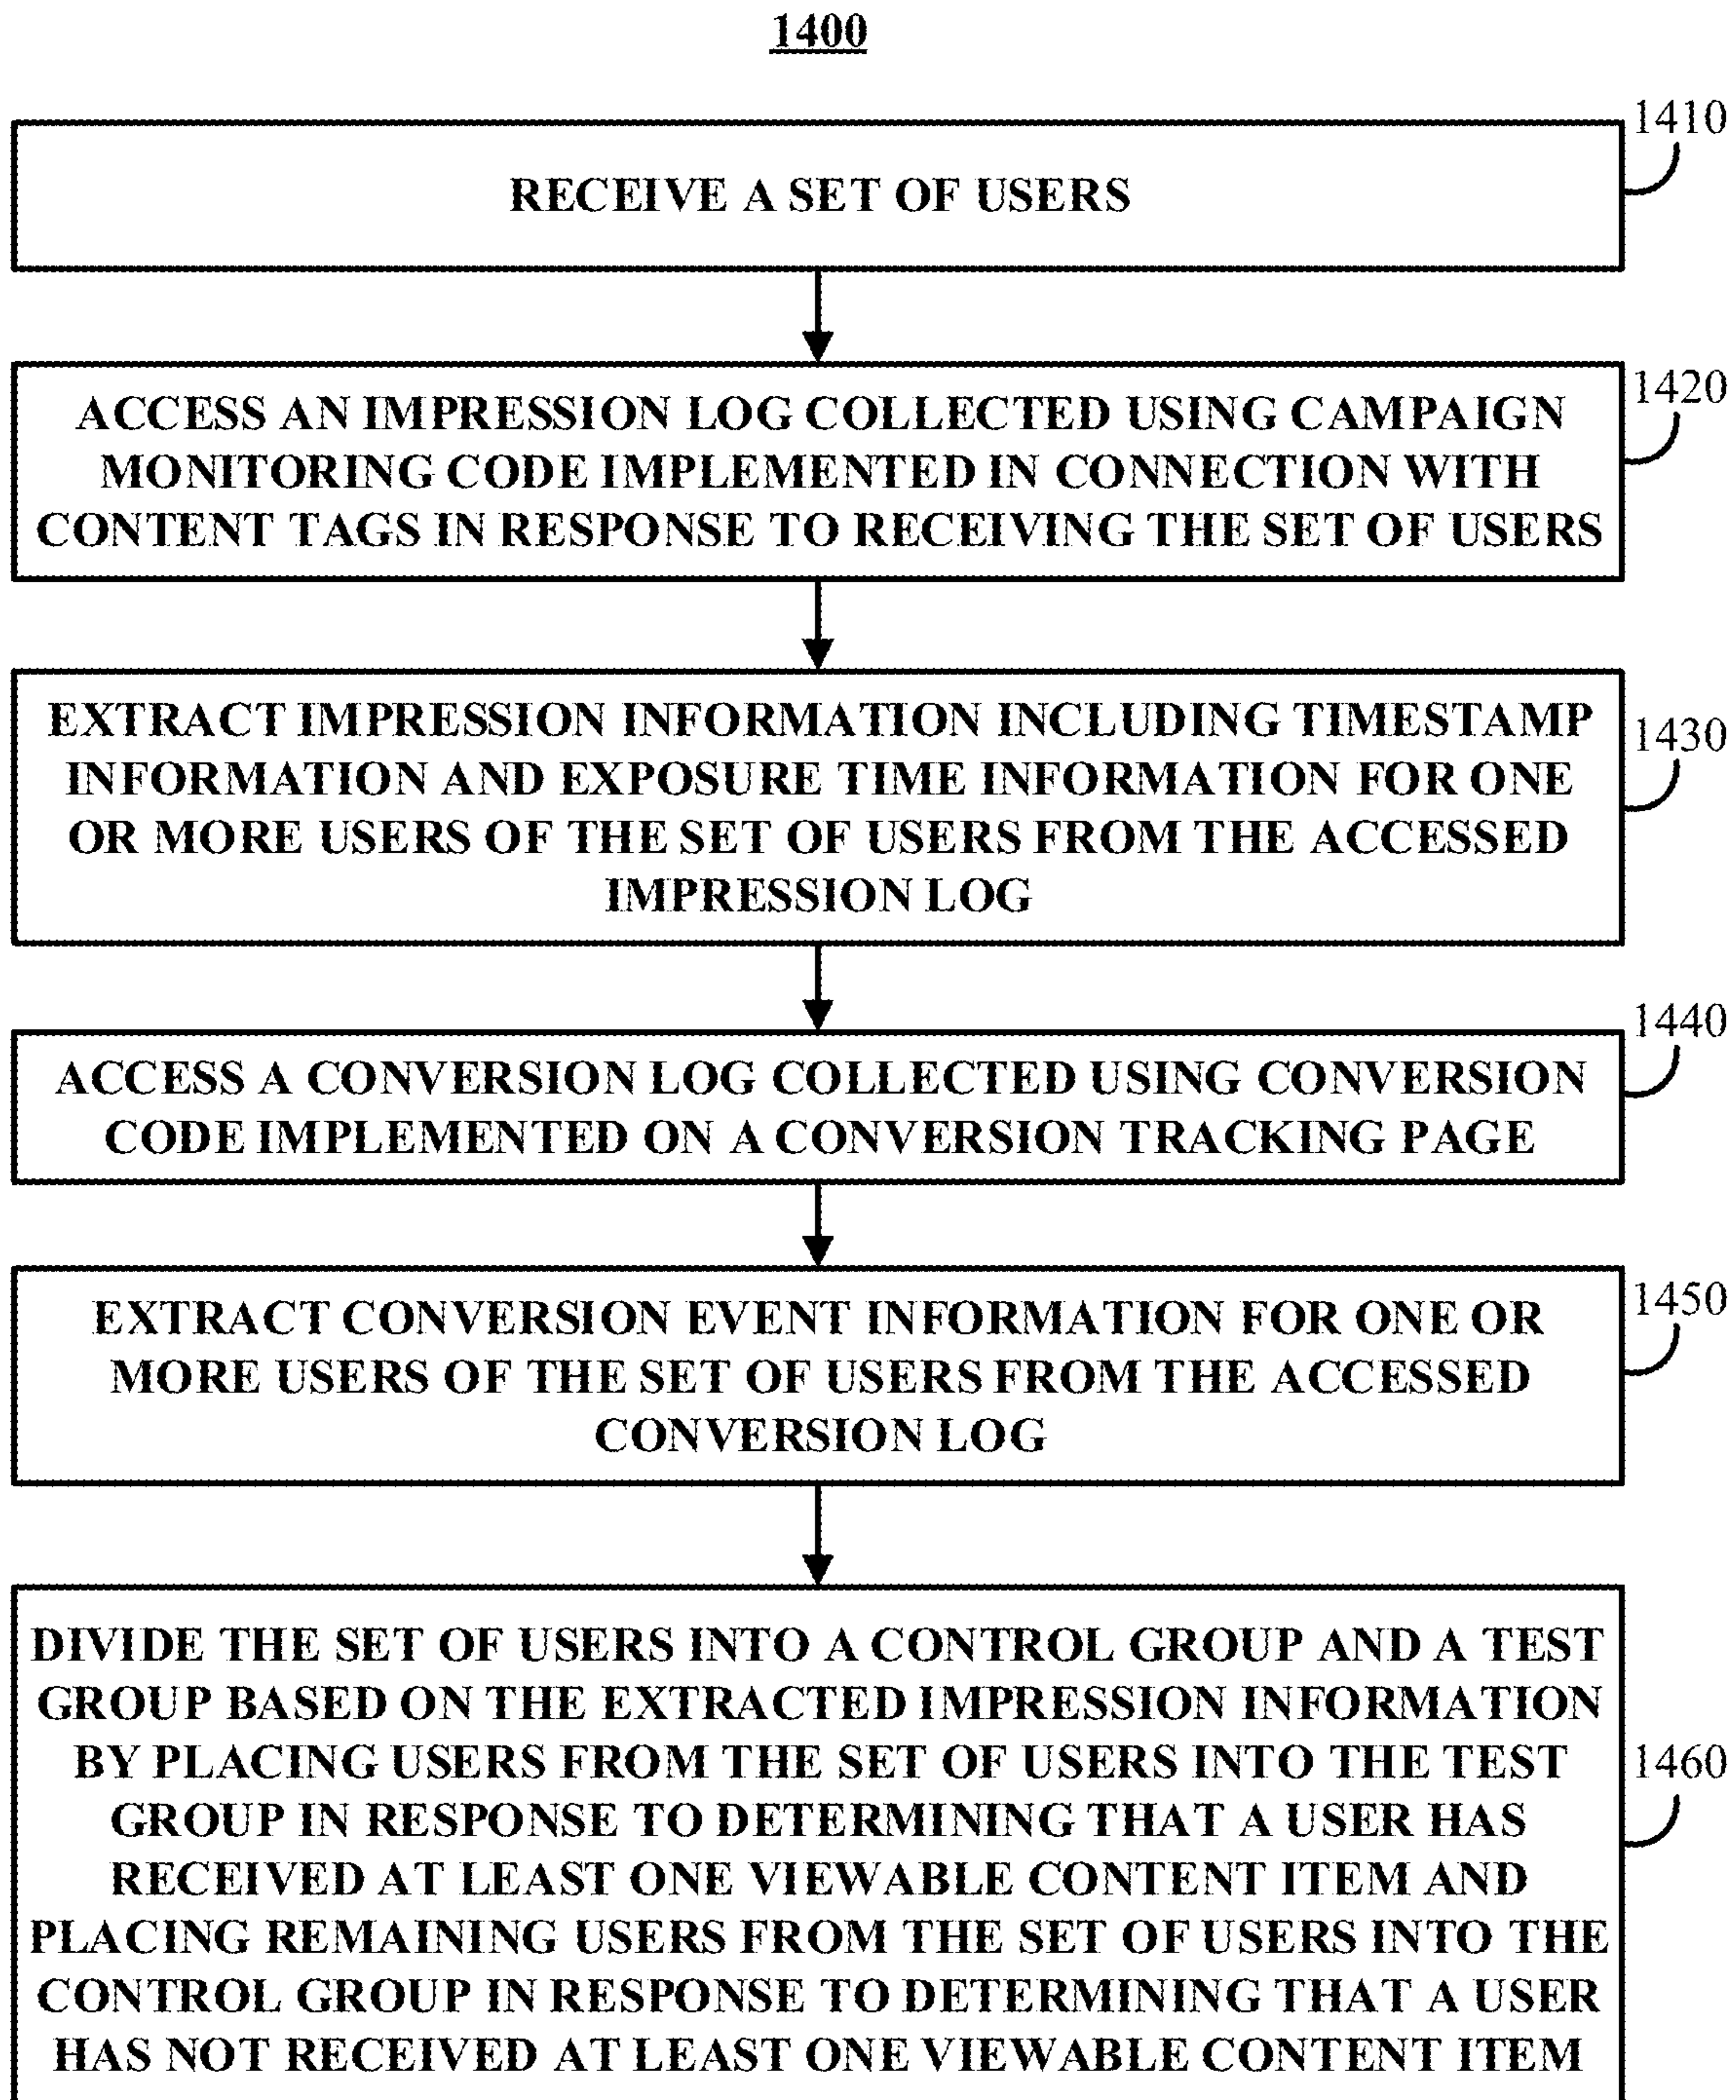 1400
1410
RECEIVE A SET OF USERS
1420
ACCESS AN IMPRESSION LOG COLLECTED USING CAMPAIGN
MONITORING CODE IMPLEMENTED IN CONNECTION WITH
CONTENT TAGS IN RESPONSE TO RECEIVING THE SET OF USERS
1430
EXTRACT IMPRESSION INFORMATION INCLUDING TIMESTAMP
INFORMATION AND EXPOSURE TIME INFORMATION FOR ONE
OR MORE USERS OF THE SET OF USERS FROM THE ACCESSED
IMPRESSION LOG
1440
ACCESS A CONVERSION LOG COLLECTED USING CONVERSION
CODE IMPLEMENTED ON A CONVERSION TRACKING PAGE
1450
EXTRACT CONVERSION EVENT INFORMATION FOR ONE OR
MORE USERS OF THE SET OF USERS FROM THE ACCESSED
CONVERSION LOG
1460
DIVIDE THE SET OF USERS INTO A CONTROL GROUP AND A TEST
GROUP BASED ON THE EXTRACTED IMPRESSION INFORMATION
BY PLACING USERS FROM THE SET OF USERS INTO THE TEST
GROUP IN RESPONSE TO DETERMINING THAT A USER HAS
RECEIVED AT LEAST ONE VIEWABLE CONTENT ITEM AND
PLACING REMAINING USERS FROM THE SET OF USERS INTO THE
CONTROL GROUP IN RESPONSE TO DETERMINING THAT A USER
HAS NOT RECEIVED AT LEAST ONE VIEWABLE CONTENT ITEM